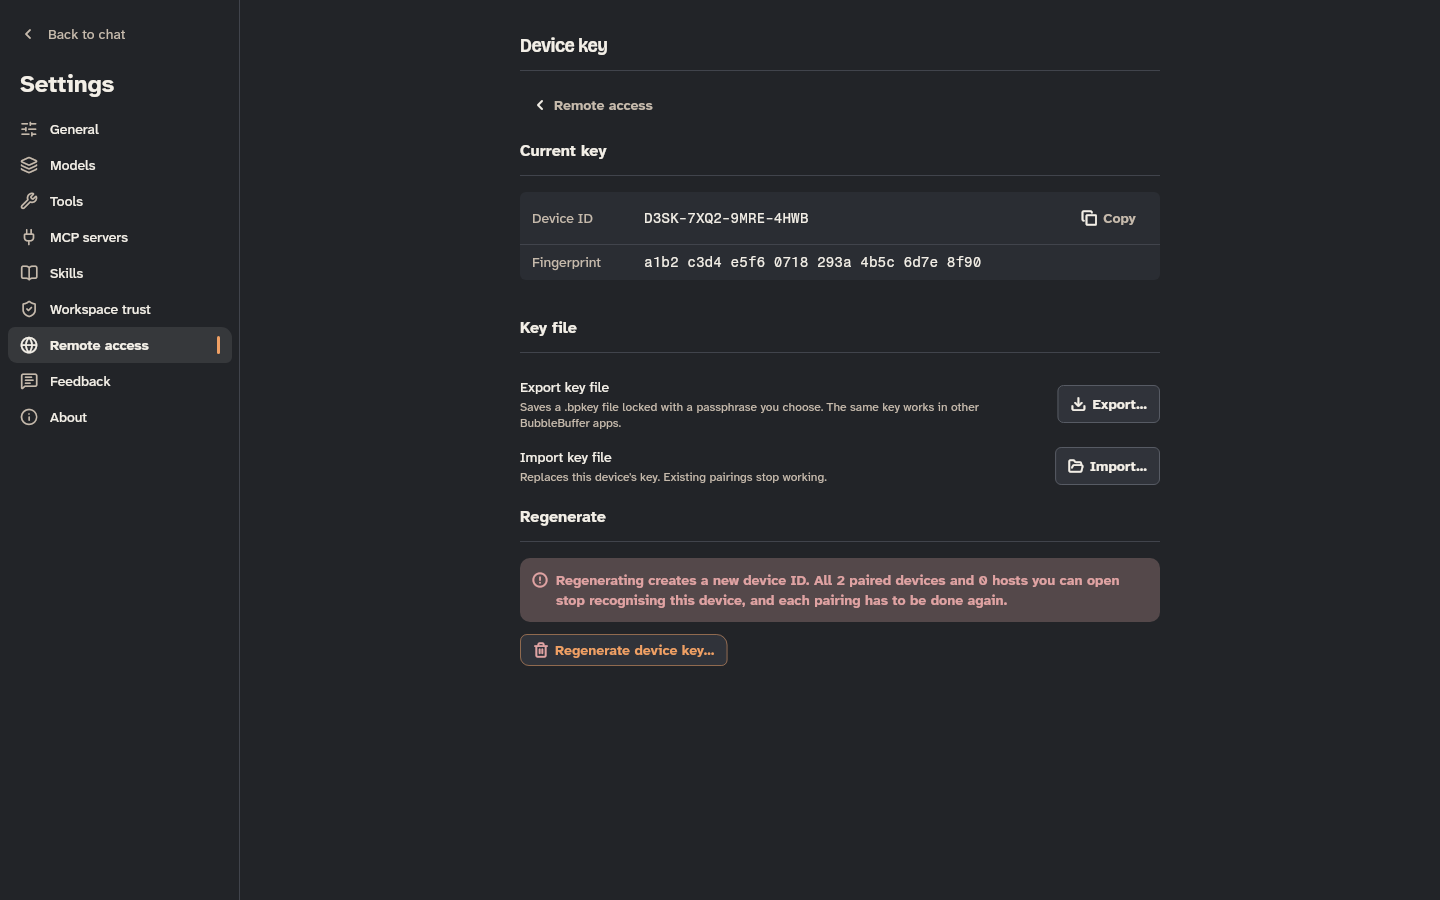 Back to chat
Settings
General
Models
Tools
MCP servers
Skills
Workspace trust
Remote access
Feedback
About
Device key
Remote access
Current key
Device ID D3SK-7XQ2-9MRE-4HWB Copy
Fingerprint a1b2 c3d4 e5f6 0718 293a 4b5c 6d7e 8f90
Key file
Export key file
Saves a .bpkey file locked with a passphrase you choose. The same key works in other
BubbleBuffer apps.
Export...
Import key file
Replaces this device's key. Existing pairings stop working.
Import...
Regenerate
Regenerating creates a new device ID. All 2 paired devices and 0 hosts you can open
stop recognising this device, and each pairing has to be done again.
Regenerate device key...